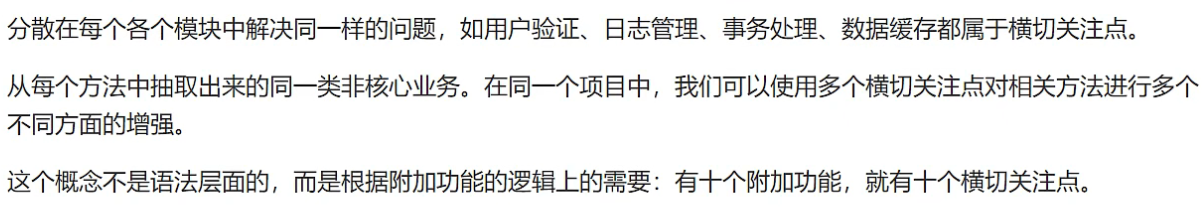 分散在每个各个模块中解决同一样的问题，如用户验证、日志管理、事务处理、数据缓存都属于横切关注点。
从每个方法中抽取出来的同一类非核心业务。在同一个项目中，我们可以使用多个横切关注点对相关方法进行多个
不同方面的增强。
这个概念不是语法层面的，而是根据附加功能的逻辑上的需要：有十个附加功能，就有十个横切关注点。